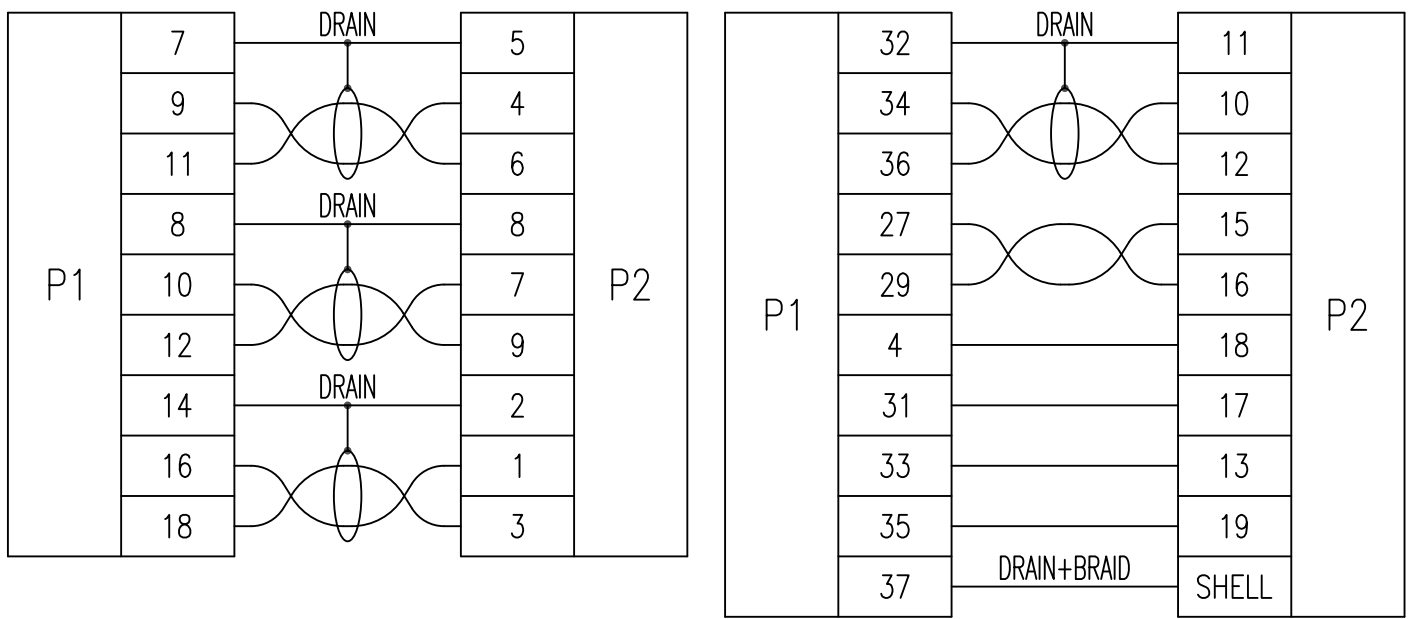 DRAIN DRAIN
7 5 32 11
9 4 34 10
11 6 36 12
DRAIN
8 8 27 15
P1 10 7 P2 29 16
P1 P2
12 9 4 18
DRAIN
14 2 31 17
16 1 33 13
18 3 35 19
DRAIN+BRAID
37 SHELL